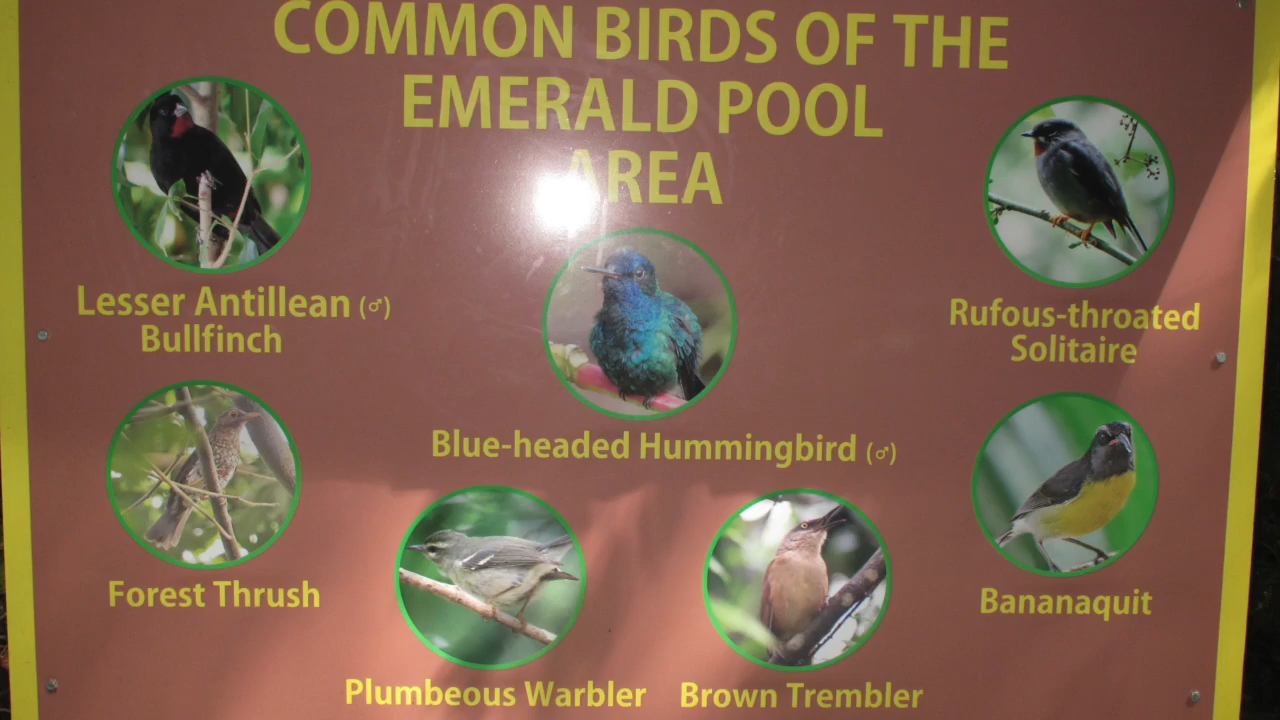 COMMON BIRDS OF THE
EMERALD POOL
AREA
Lesser Antillean (♂)
Bullfinch
Rufous-throated
Solitaire
Blue-headed Hummingbird (♂)
Forest Thrush
Bananaquit
Plumbeous Warbler
Brown Trembler